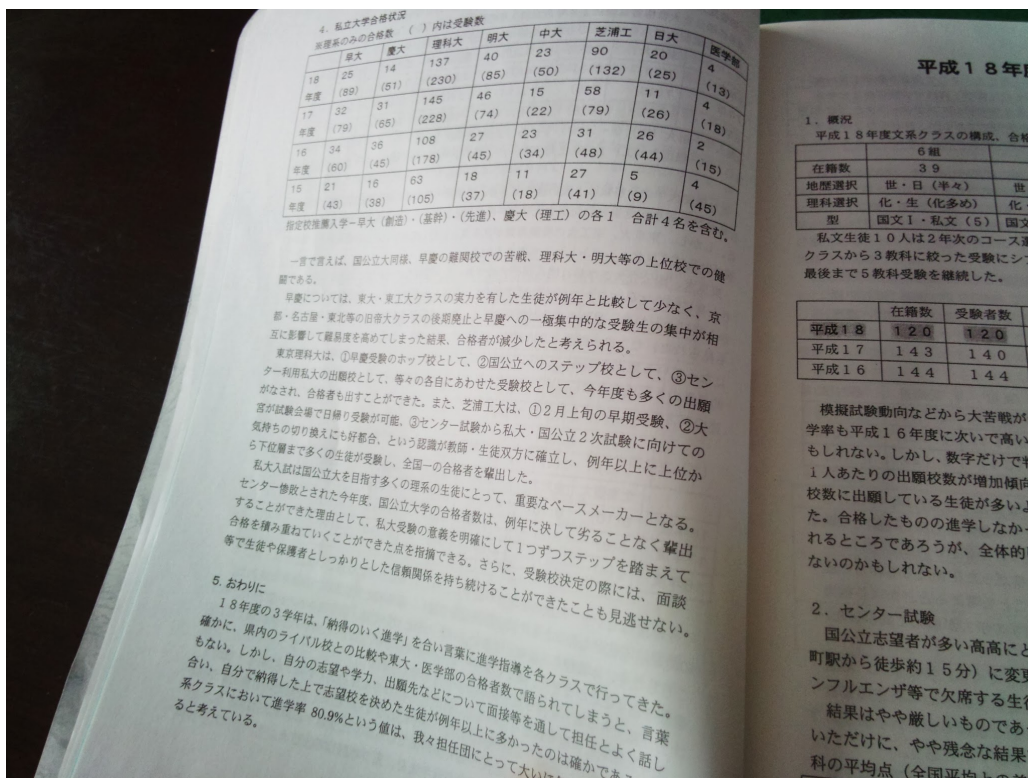 4．私立大学合格状況
※理系のみの合格数　（　）内は受験数
早大　慶大　理科大　明大　中大　芝浦工　日大　医学部
18年度　25（89）　14（51）　137（230）　40（85）　23（50）　90（132）　20（25）　4（13）
17年度　32（79）　31（65）　145（228）　46（74）　15（22）　58（79）　11（26）　4（18）
16年度　34（60）　36（45）　108（178）　27（45）　23（34）　31（48）　26（44）　2（15）
15年度　21（43）　16（38）　63（105）　18（37）　11（18）　27（41）　5（9）　4（45）
指定校推薦入学－早大（創造）・（基幹）・（先進）、慶大（理工）の各1　合計4名を含む。
一言で言えば、国公立大同様、早慶の難関校での苦戦、理科大・明大等の上位校での健
闘である。
早慶については、東大・東工大クラスの実力を有した生徒が例年と比較して少なく、京
都・名古屋・東北等の旧帝大クラスの後期廃止と早慶への一極集中的な受験生の集中が相
互に影響して難易度を高めてしまった結果、合格者が減少したと考えられる。
東京理科大は、①早慶受験のホップ校として、②国公立へのステップ校として、③セン
ター利用私大の出願校として、等々の各自にあわせた受験校として、今年度も多くの出願
がなされ、合格者も出すことができた。また、芝浦工大は、①２月上旬の早期受験、②大
宮が試験会場で日帰り受験が可能、③センター試験から私大・国公立２次試験に向けての
気持ちの切り換えにも好都合、という認識が教師・生徒双方に確立し、例年以上に上位か
ら下位層まで多くの生徒が受験し、全国一の合格者を輩出した。
私大入試は国公立大を目指す多くの理系の生徒にとって、重要なペースメーカーとなる。
センター惨敗とされた今年度、国公立大学の合格者数は、例年に決して劣ることなく輩出
することができた理由として、私大受験の意義を明確にして１つずつステップを踏まえて
合格を積み重ねていくことができた点を指摘できる。さらに、受験校決定の際には、面談
等で生徒や保護者としっかりとした信頼関係を持ち続けることができたことも見逃せない。
5．おわりに
１８年度の３学年は、「納得のいく進学」を合い言葉に進学指導を各クラスで行ってきた。
確かに、県内のライバル校との比較や東大・医学部の合格者数で語られてしまうと、言葉
もない。しかし、自分の志望や学力、出願先などについて面接等を通して担任とよく話し
合い、自分で納得した上で志望校を決めた生徒が例年以上に多かったのは確かである
系クラスにおいて進学率 80.9%という値は、我々担任団にとって大いに
ると考えている。
平成１８年
１．概況
平成１８年度文系クラスの構成、合格
６組
在籍数　３９
地歴選択　世・日（半々）　世
理科選択　化・生（化多め）　化
型　国文Ⅰ・私文（５）　国文
私文生徒１０人は２年次のコース選
クラスから３教科に絞った受験にシフ
最後まで５教科受験を継続した。
在籍数　受験者数
平成18　１２０　１２０
平成17　１４３　１４０
平成16　１４４　１４４
模擬試験動向などから大苦戦が
学率も平成１６年度に次いで高い
もしれない。しかし、数字だけで
１人あたりの出願校数が増加傾向
校数に出願している生徒が多い
た。合格したものの進学しなか
れるところであろうが、全体的
ないのかもしれない。
２．センター試験
国公立志望者が多い高高に
町駅から徒歩約１５分）に変
ンフルエンザ等で欠席する生
結果はやや厳しいものであ
いただけに、やや残念な結果
科の平均点（全国平均との